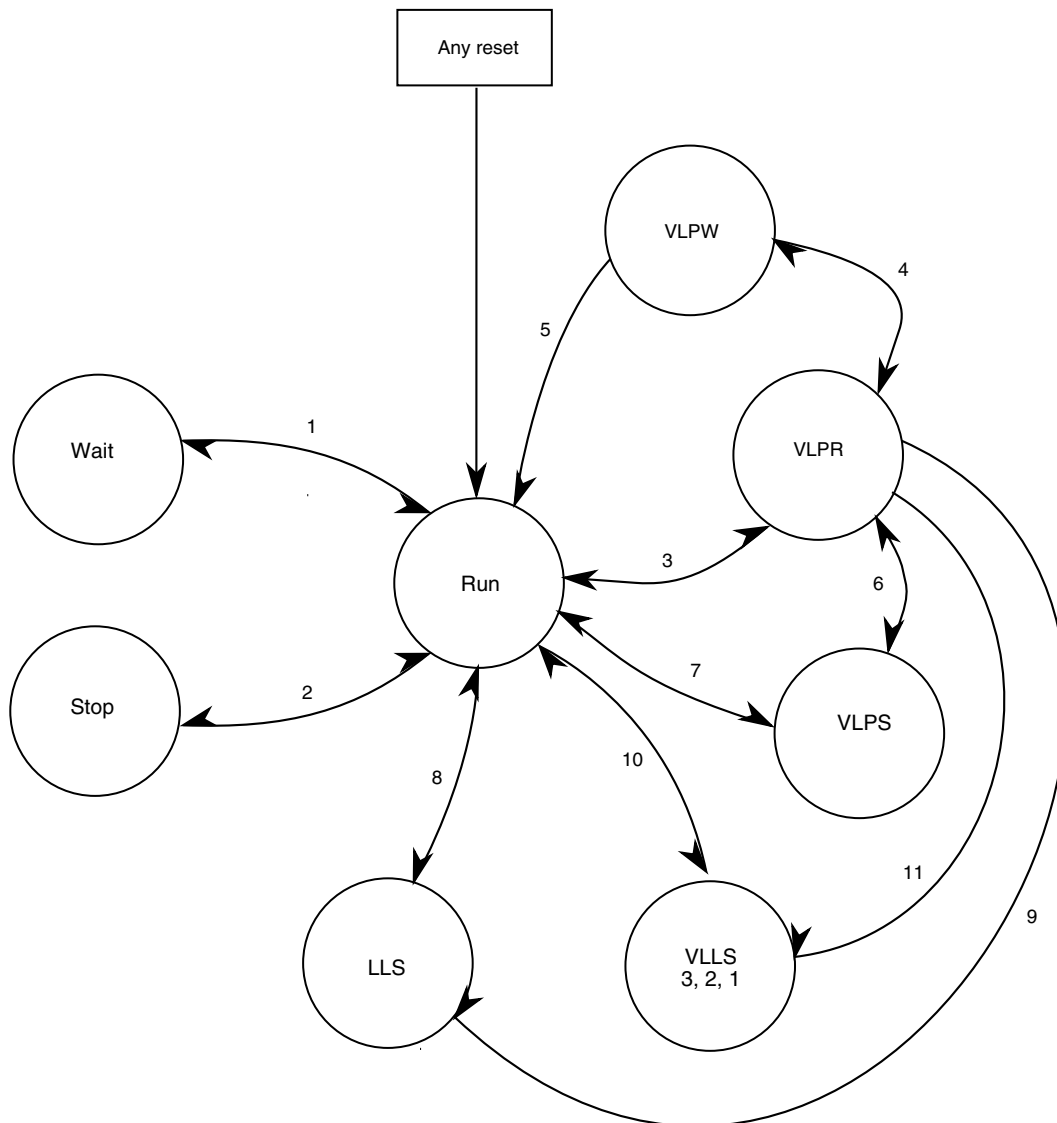 Any reset
VLPW
4
5
1
Wait
VLPR
3
Run
6
7
2
Stop
VLPS
10
8
11
9
VLLS
3, 2, 1
LLS